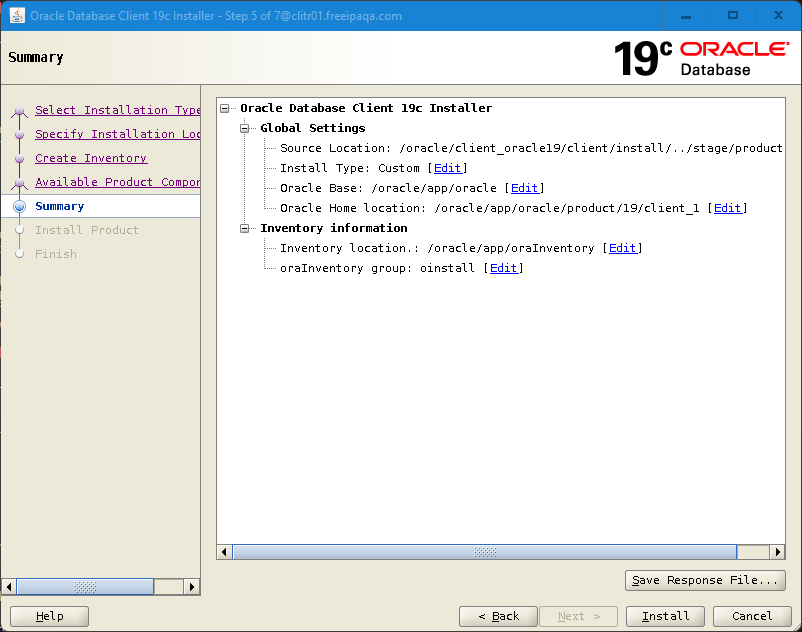 Oracle Database Client 19c Installer - Step 5 of 7@clitr01.freeipaqa.com
Summary
19c ORACLE®
Database
Select Installation Type
Specify Installation Loc
Create Inventory
Available Product Compon
Summary
Install Product
Finish
Oracle Database Client 19c Installer
Global Settings
Source Location: /oracle/client_oracle19/client/install/../stage/product
Install Type: Custom [Edit]
Oracle Base: /oracle/app/oracle [Edit]
Oracle Home location: /oracle/app/oracle/product/19/client_1 [Edit]
Inventory information
Inventory location.: /oracle/app/oraInventory [Edit]
oraInventory group: oinstall [Edit]
Save Response File...
Help
< Back
Next >
Install
Cancel